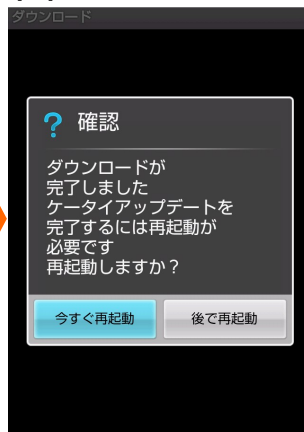 ダウンロード
確認
ダウンロードが
完了しました
ケータイアップデートを
完了するには再起動が
必要です
再起動しますか？
今すぐ再起動
後で再起動